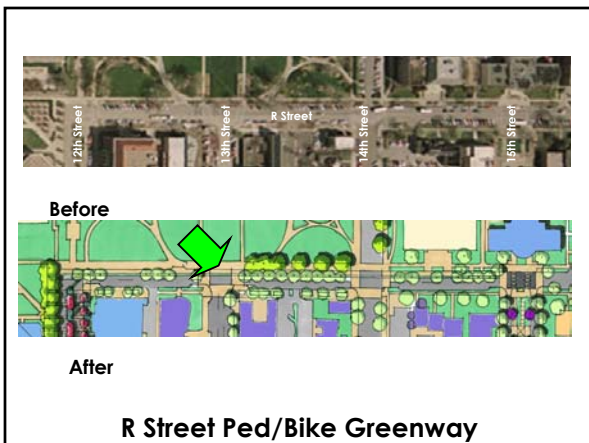 12th Street
13th Street
R Street
14th Street
15th Street
Before
After
R Street Ped/Bike Greenway